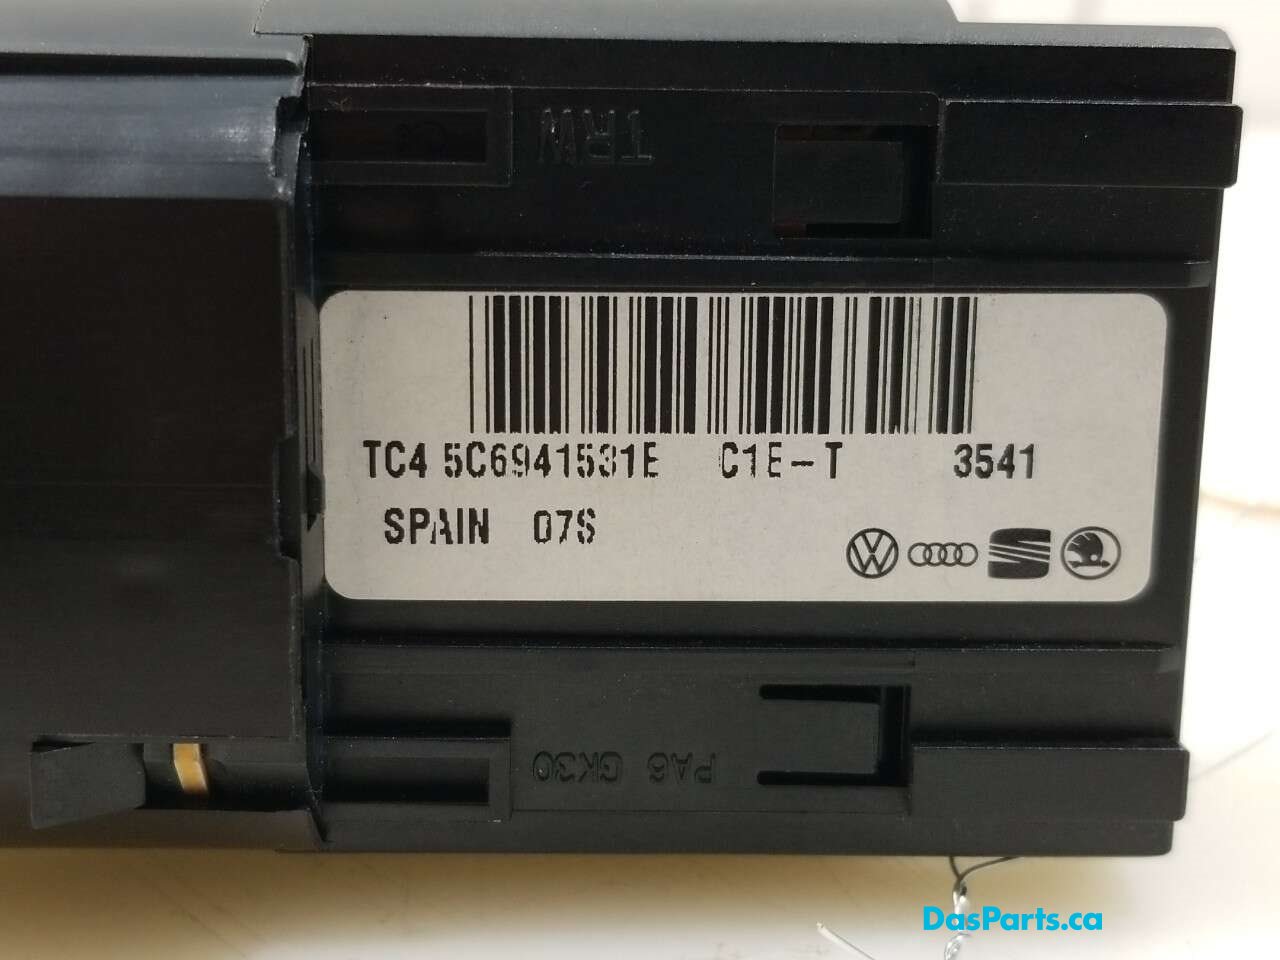 TRW
TC4 5C6941531E C1E-T 3541
SPAIN 07S
PA6 GK30
DasParts.ca